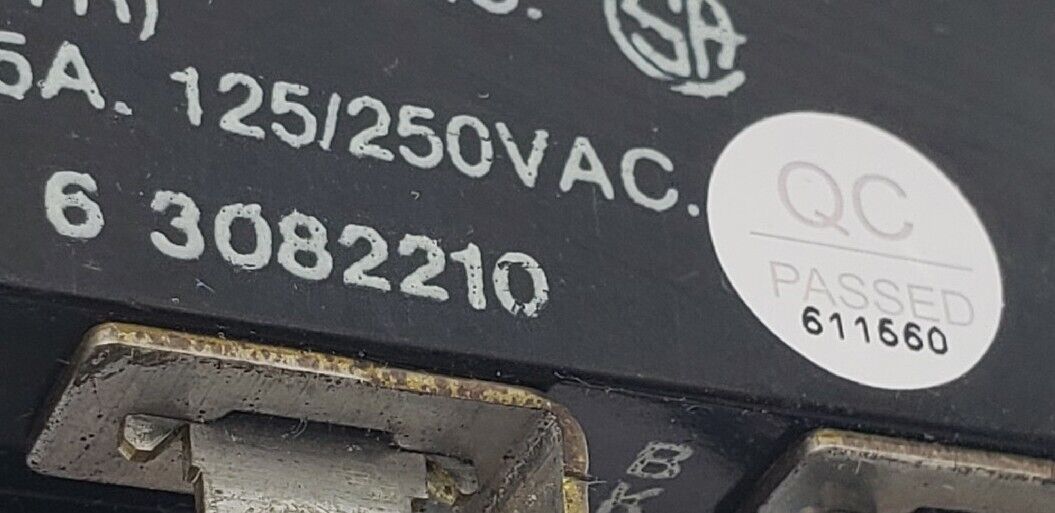 5A. 125/250VAC.
6 3082210
QC
PASSED
611660
B
K